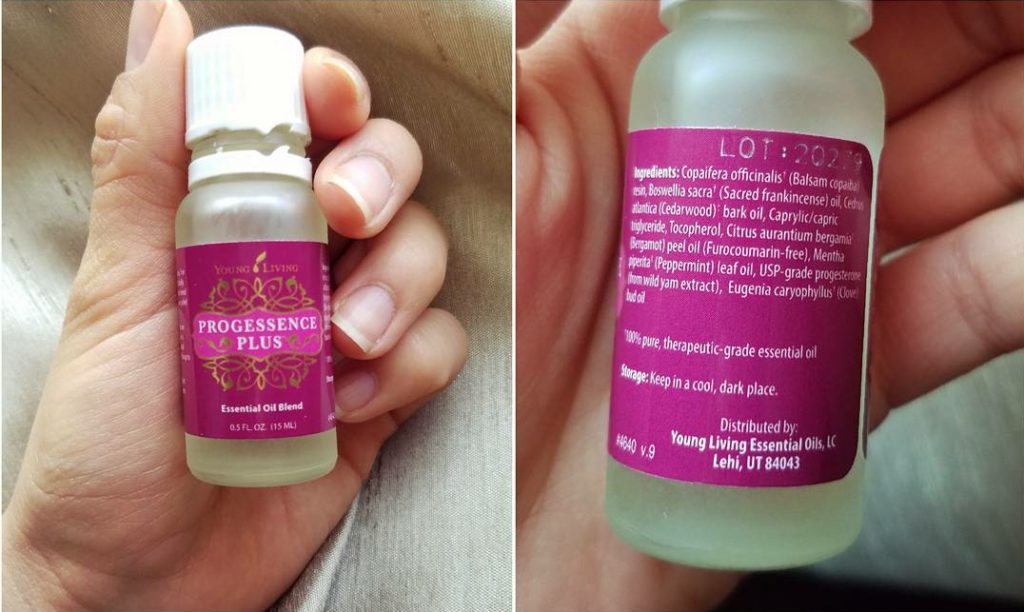 YOUNG LIVING
PROGESSENCE
PLUS
Essential Oil Blend
0.5 FL. OZ. (15 ML)
LOT: 202
Ingredients: Copaifera officinalis† (Balsam copaiba)
resin, Boswellia sacra† (Sacred frankincense) oil, Cedrus
atlantica (Cedarwood)† bark oil, Caprylic/capric
triglyceride, Tocopherol, Citrus aurantium bergamia†
(Bergamot) peel oil (Furocoumarin-free), Mentha
piperita† (Peppermint) leaf oil, USP-grade progesterone
(from wild yam extract), Eugenia caryophyllus† (Clove)
bud oil
†100% pure, therapeutic-grade essential oil
Storage: Keep in a cool, dark place.
Distributed by:
Young Living Essential Oils, LC
Lehi, UT 84043
#4640 v.9